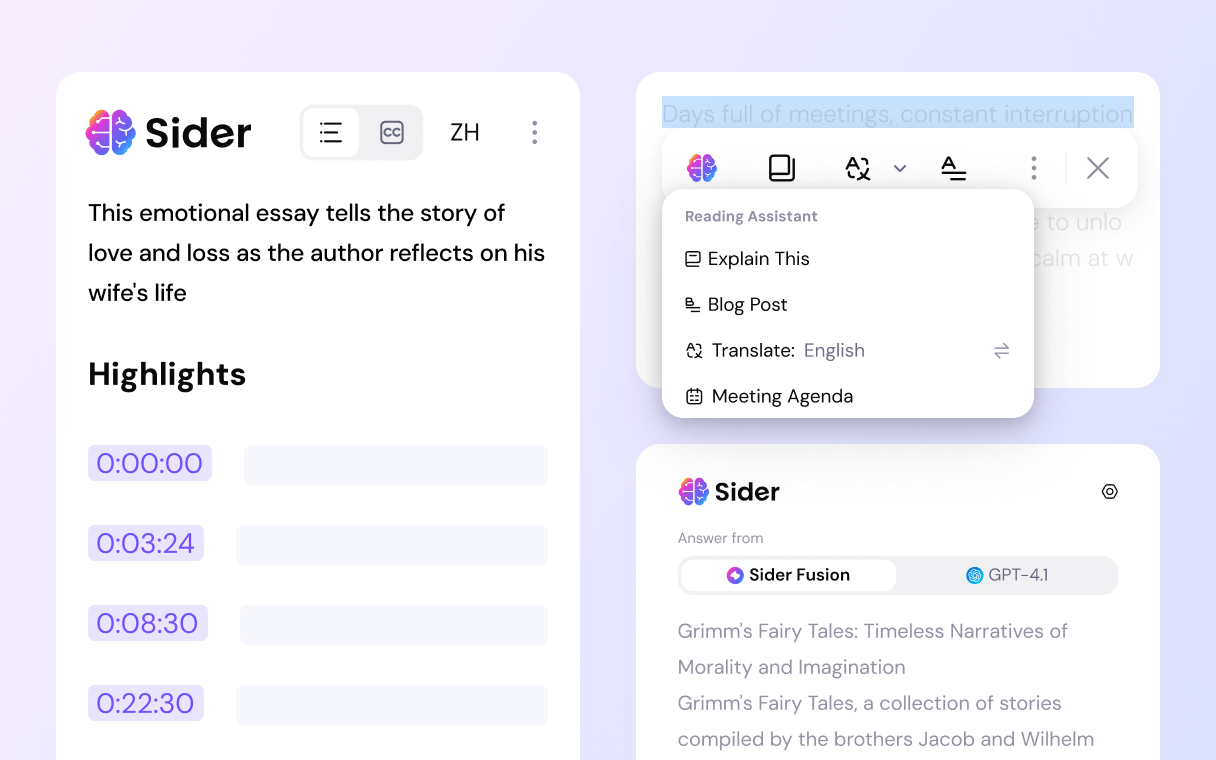 Sider
CC
ZH
This emotional essay tells the story of
love and loss as the author reflects on his
wife's life
Highlights
0:00:00
0:03:24
0:08:30
0:22:30
Days full of meetings, constant interruption
to unlo
calm at w
Reading Assistant
Explain This
Blog Post
Translate: English
Meeting Agenda
Sider
Answer from
Sider Fusion
GPT-4.1
Grimm's Fairy Tales: Timeless Narratives of
Morality and Imagination
Grimm's Fairy Tales, a collection of stories
compiled by the brothers Jacob and Wilhelm